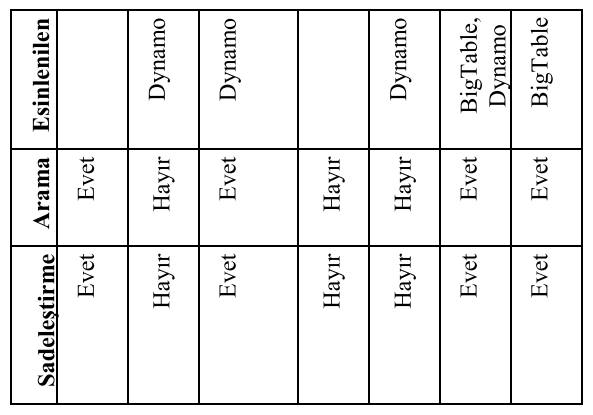 Esinlenilen
Dynamo
Dynamo
Dynamo
BigTable,
Dynamo
BigTable
Arama
Evet
Hayır
Evet
Hayır
Hayır
Evet
Evet
Sadeleştirme
Evet
Hayır
Evet
Hayır
Hayır
Evet
Evet